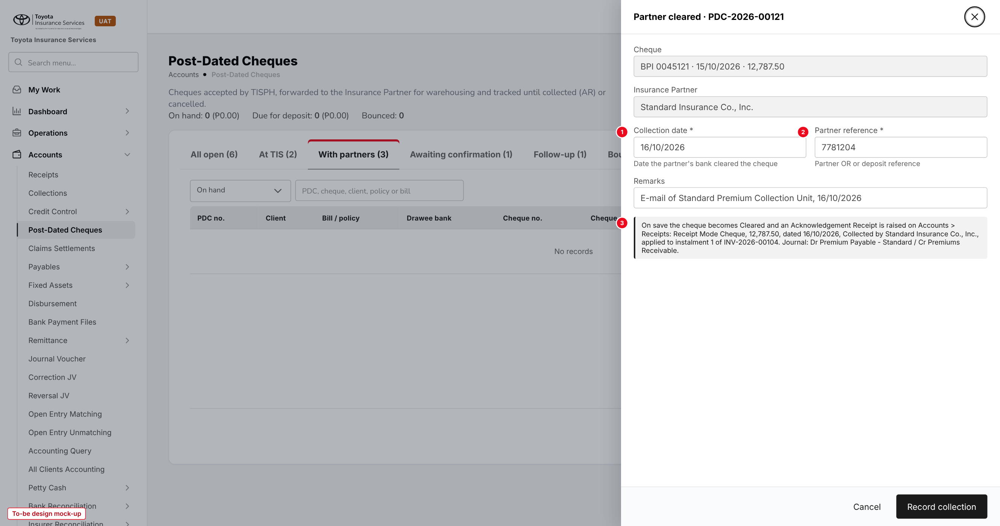 Toyota
Insurance Services
UAT
Toyota Insurance Services
Search menu...
My Work
Dashboard
Operations
Accounts
Receipts
Collections
Credit Control
Post-Dated Cheques
Claims Settlements
Payables
Fixed Assets
Disbursement
Bank Payment Files
Remittance
Journal Voucher
Correction JV
Reversal JV
Open Entry Matching
Open Entry Unmatching
Accounting Query
All Clients Accounting
Petty Cash
Bank Reconciliation
To-be design mock-up
Insurer Reconciliation
Post-Dated Cheques
Accounts • Post-Dated Cheques
Cheques accepted by TISPH, forwarded to the Insurance Partner for warehousing and tracked until collected (AR) or
cancelled.
On hand: 0 (₱0.00) Due for deposit: 0 (₱0.00) Bounced: 0
All open (6) At TIS (2) With partners (3) Awaiting confirmation (1) Follow-up (1)
On hand
PDC, cheque, client, policy or bill
PDC no. Client Bill / policy Drawee bank Cheque no. Cheque
No records
Partner cleared · PDC-2026-00121
Cheque
BPI 0045121 · 15/10/2026 · 12,787.50
Insurance Partner
Standard Insurance Co., Inc.
1 Collection date * 2 Partner reference *
16/10/2026 7781204
Date the partner's bank cleared the cheque Partner OR or deposit reference
Remarks
E-mail of Standard Premium Collection Unit, 16/10/2026
3 On save the cheque becomes Cleared and an Acknowledgement Receipt is raised on Accounts >
Receipts: Receipt Mode Cheque, 12,787.50, dated 16/10/2026, Collected by Standard Insurance Co., Inc.,
applied to instalment 1 of INV-2026-00104. Journal: Dr Premium Payable - Standard / Cr Premiums
Receivable.
Cancel Record collection